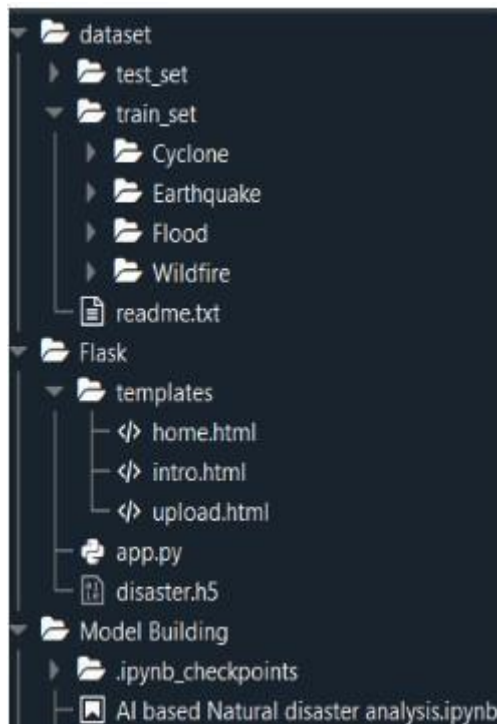 dataset
test_set
train_set
Cyclone
Earthquake
Flood
Wildfire
readme.txt
Flask
templates
home.html
intro.html
upload.html
app.py
disaster.h5
Model Building
.ipynb_checkpoints
AI based Natural disaster analysis.ipynb